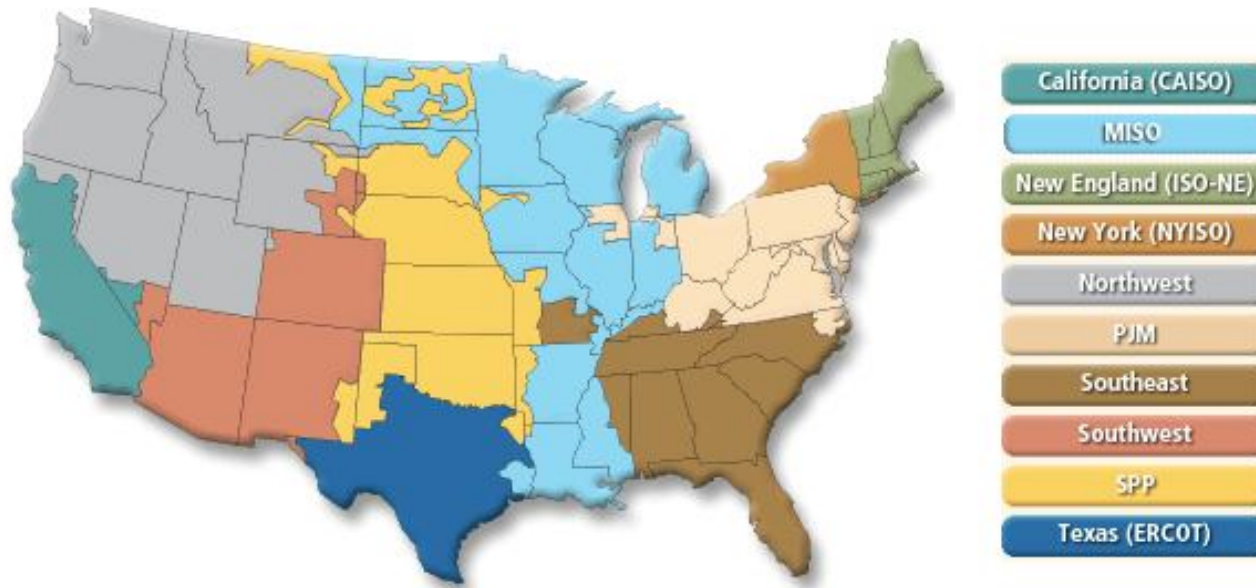 California (CAISO)
MISO
New England (ISO-NE)
New York (NYISO)
Northwest
PJM
Southeast
Southwest
SPP
Texas (ERCOT)